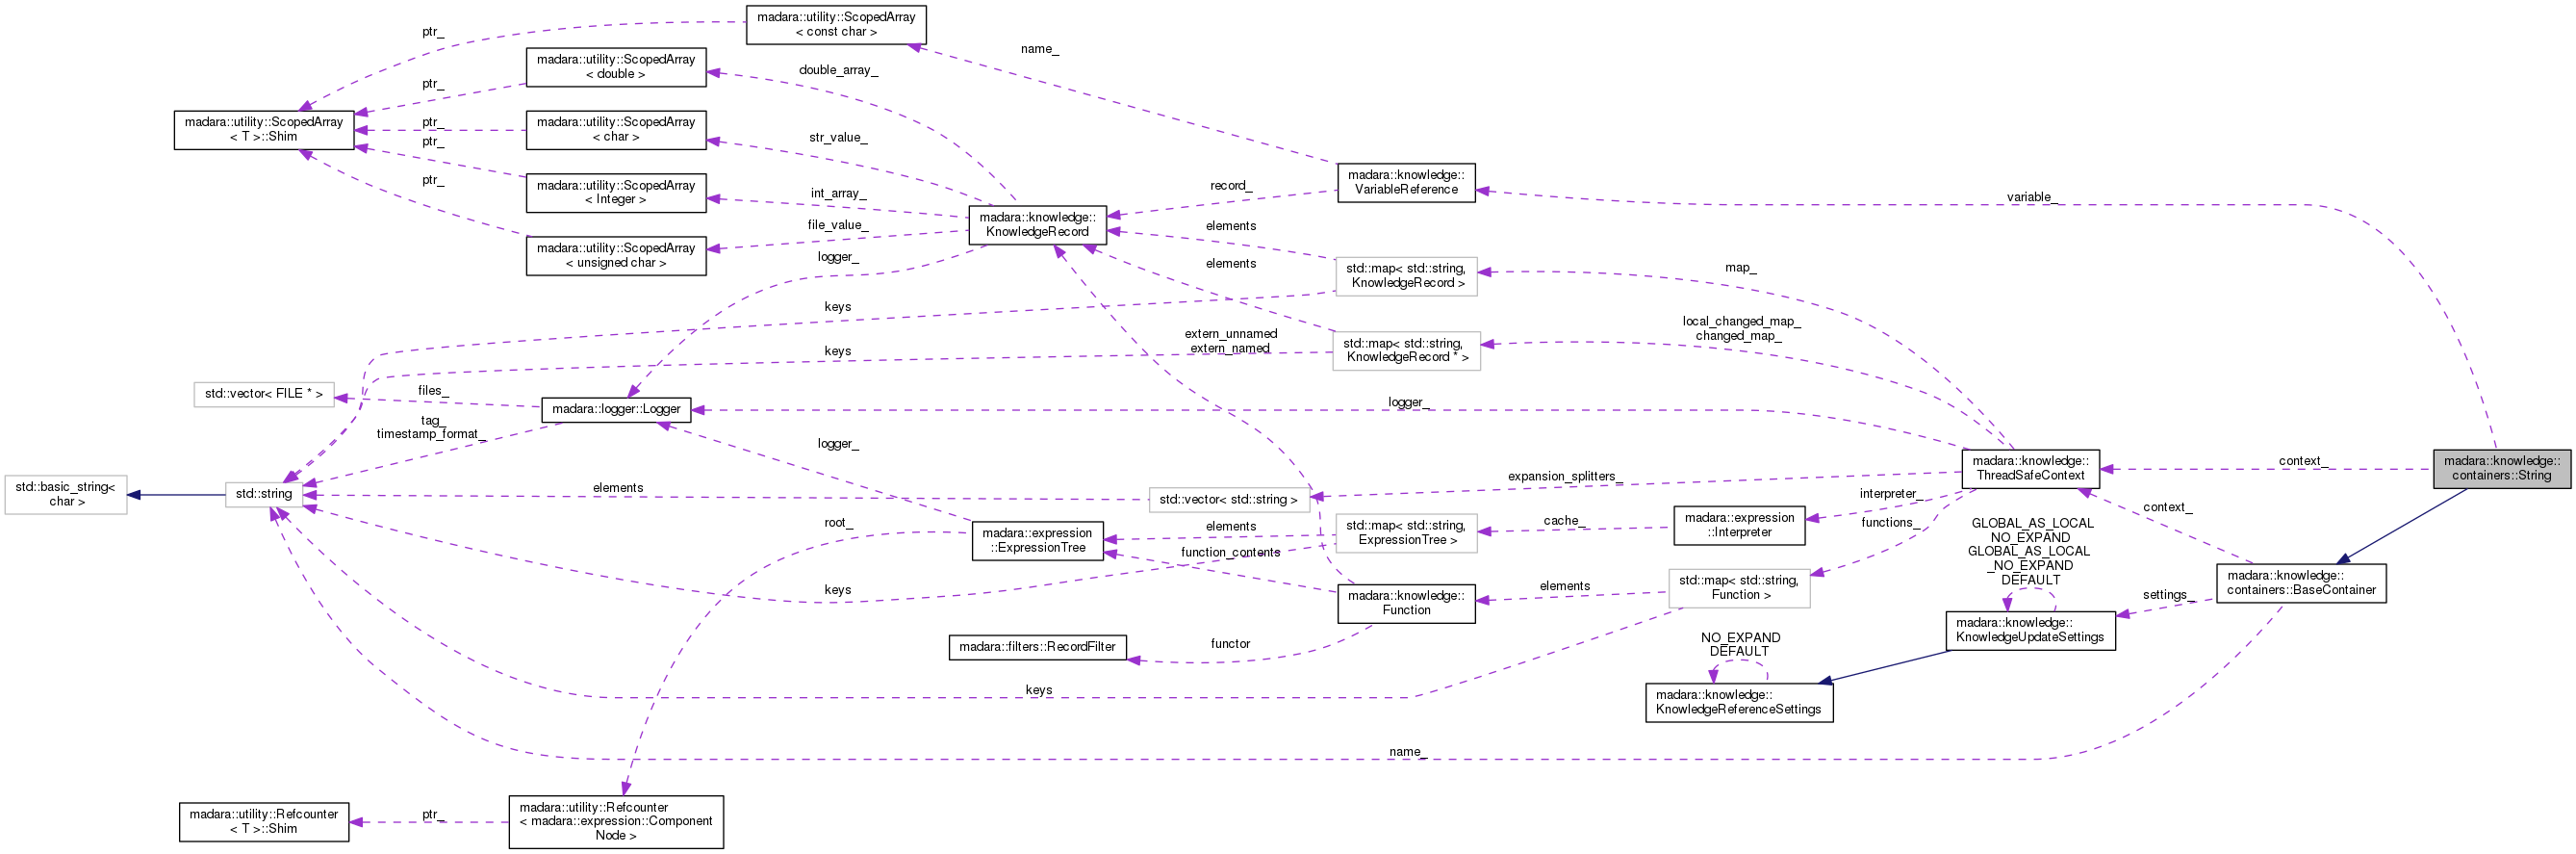 madara::utility::ScopedArray
< const char >
ptr_
name_
madara::utility::ScopedArray
< double >
double_array_
ptr_
madara::utility::ScopedArray
< T >::Shim
ptr_
madara::utility::ScopedArray
< char >
str_value_
ptr_
madara::utility::ScopedArray
< Integer >
int_array_
ptr_
madara::utility::ScopedArray
< unsigned char >
file_value_
madara::knowledge::
KnowledgeRecord
record_
madara::knowledge::
VariableReference
variable_
elements
logger_
std::map< std::string,
KnowledgeRecord >
map_
elements
keys
extern_unnamed
extern_named
std::map< std::string,
KnowledgeRecord * >
local_changed_map_
changed_map_
keys
std::vector< FILE * >
files_
madara::logger::Logger
logger_
tag_
timestamp_format_
logger_
std::basic_string<
char >
std::string
elements
std::vector< std::string >
expansion_splitters_
madara::knowledge::
ThreadSafeContext
context_
madara::knowledge::
containers::String
root_
madara::expression
::ExpressionTree
elements
std::map< std::string,
ExpressionTree >
cache_
madara::expression
::Interpreter
interpreter_
functions_
context_
function_contents
keys
GLOBAL_AS_LOCAL
NO_EXPAND
GLOBAL_AS_LOCAL
_NO_EXPAND
DEFAULT
madara::knowledge::
containers::BaseContainer
madara::knowledge::
Function
elements
std::map< std::string,
Function >
settings_
madara::knowledge::
KnowledgeUpdateSettings
madara::filters::RecordFilter
functor
NO_EXPAND
DEFAULT
keys
madara::knowledge::
KnowledgeReferenceSettings
name_
madara::utility::Refcounter
< T >::Shim
ptr_
madara::utility::Refcounter
< madara::expression::Component
Node >